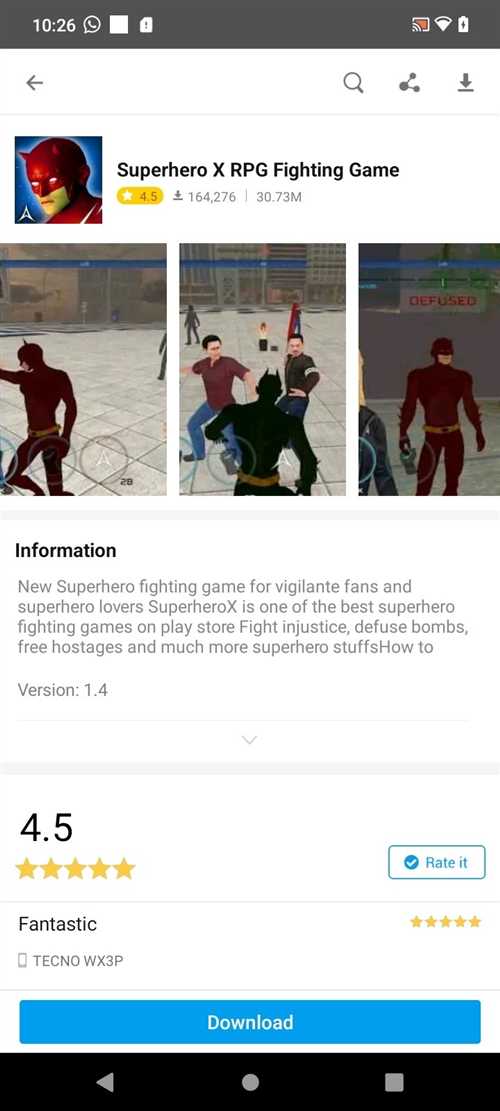 10:26
Superhero X RPG Fighting Game
4.5 164,276 30.73M
DEFUSED
28
Information
New Superhero fighting game for vigilante fans and
superhero lovers SuperheroX is one of the best superhero
fighting games on play store Fight injustice, defuse bombs,
free hostages and much more superhero stuffsHow to
Version: 1.4
4.5
Rate it
Fantastic
TECNO WX3P
Download